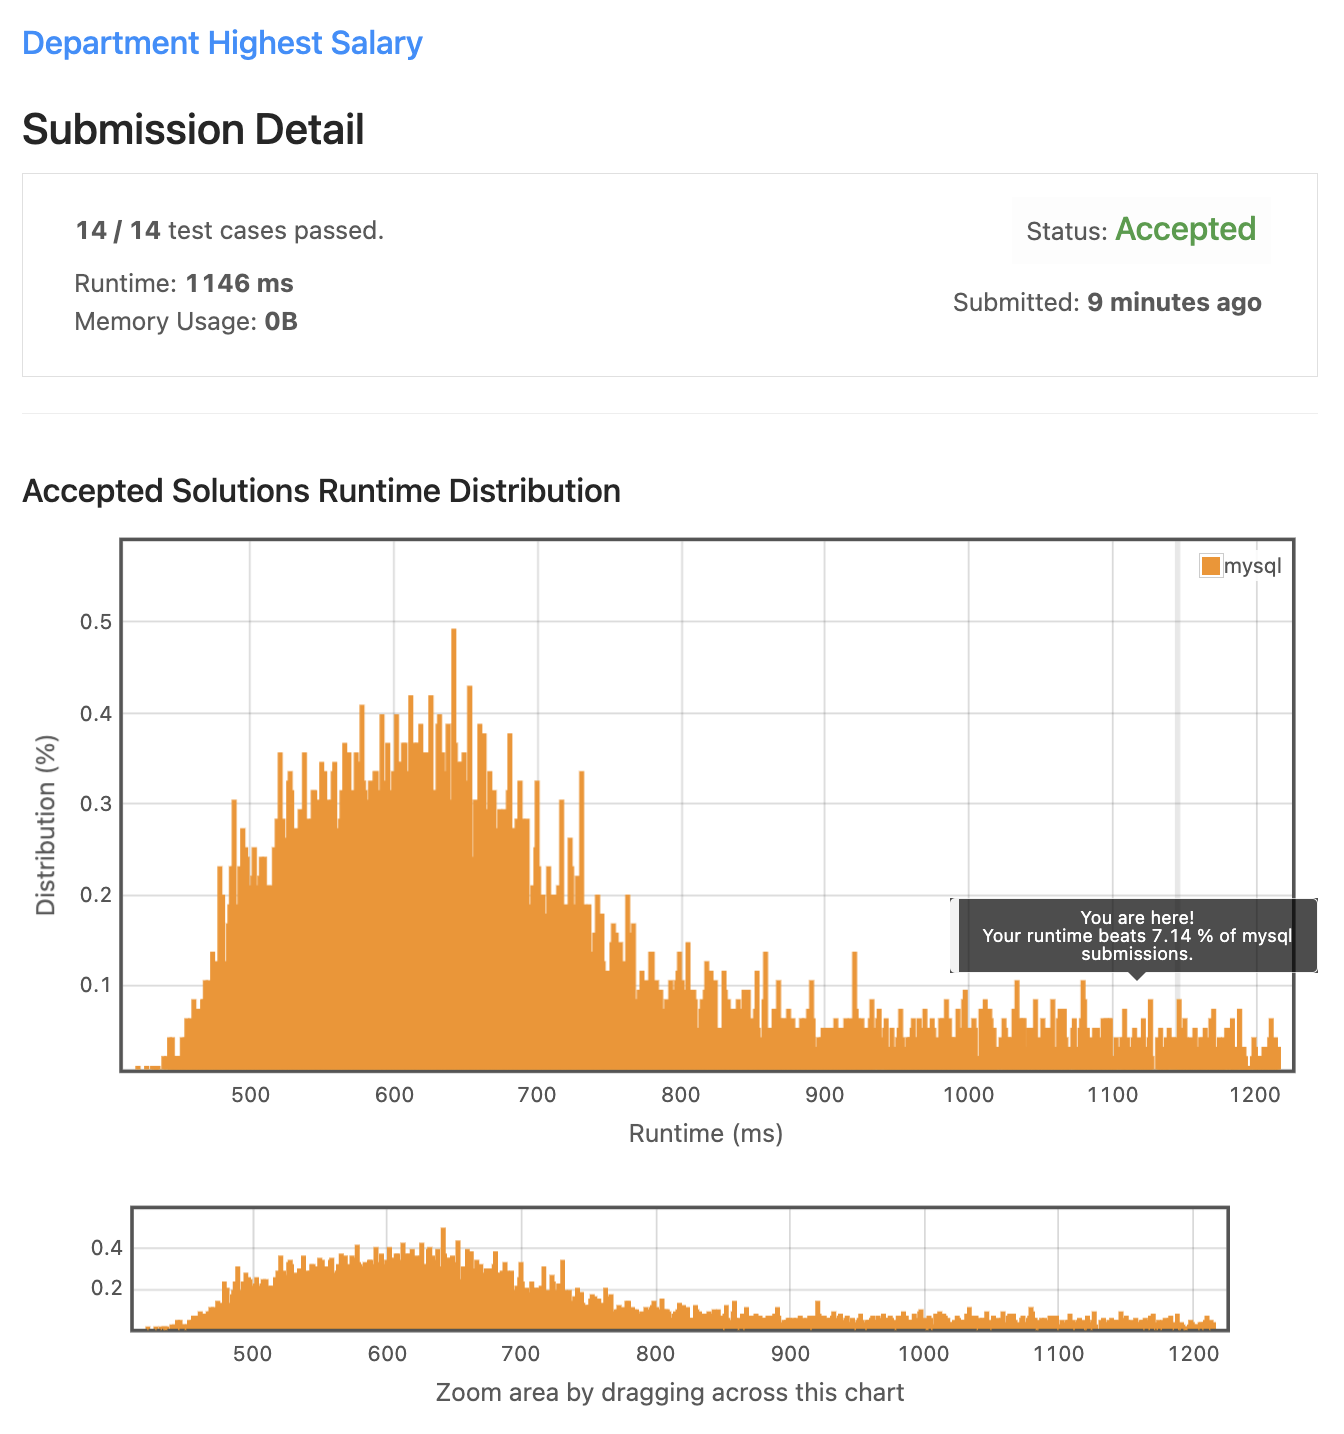 Department Highest Salary
Submission Detail
14 / 14 test cases passed.
Status: Accepted
Runtime: 1146 ms
Memory Usage: 0B
Submitted: 9 minutes ago
Accepted Solutions Runtime Distribution
mysql
0.5
0.4
0.3
0.2
0.1
Distribution (%)
You are here!
Your runtime beats 7.14 % of mysql
submissions.
500 600 700 800 900 1000 1100 1200
Runtime (ms)
0.4
0.2
500 600 700 800 900 1000 1100 1200
Zoom area by dragging across this chart